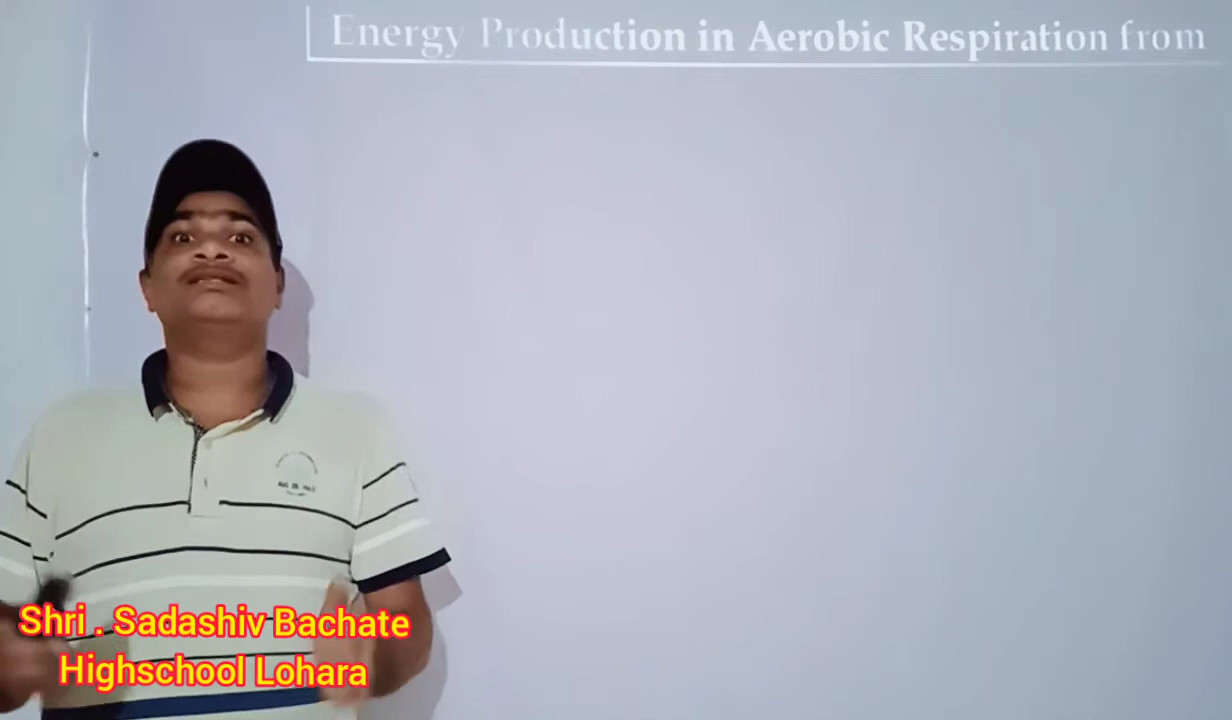 Energy Production in Aerobic Respiration from
Shri . Sadashiv Bachate
Highschool Lohara